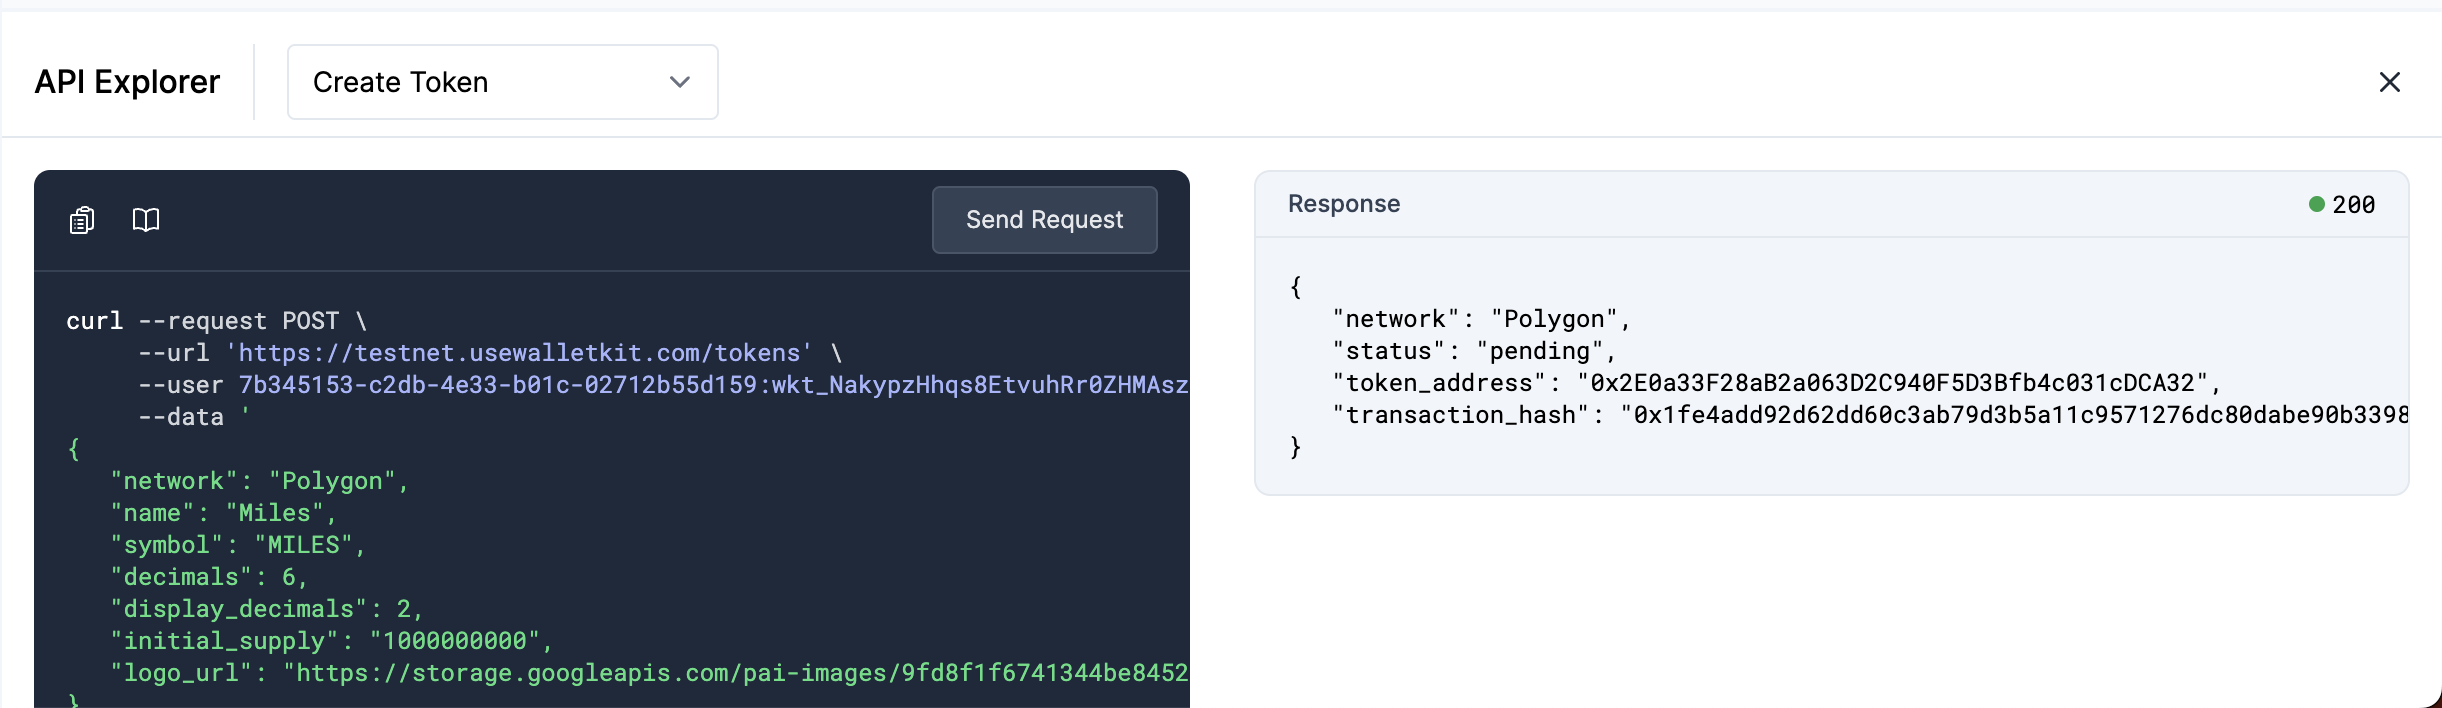 API Explorer
Create Token
Send Request
curl --request POST \
--url 'https://testnet.usewalletkit.com/tokens' \
--user 7b345153-c2db-4e33-b01c-02712b55d159:wkt_NakypzHhqs8EtvuhRr0ZHMAsz
--data '
{
"network": "Polygon",
"name": "Miles",
"symbol": "MILES",
"decimals": 6,
"display_decimals": 2,
"initial_supply": "1000000000",
"logo_url": "https://storage.googleapis.com/pai-images/9fd8f1f6741344be8452
}
Response
200
{
"network": "Polygon",
"status": "pending",
"token_address": "0x2E0a33F28aB2a063D2C940F5D3Bfb4c031cDCA32",
"transaction_hash": "0x1fe4add92d62dd60c3ab79d3b5a11c9571276dc80dabe90b3398
}